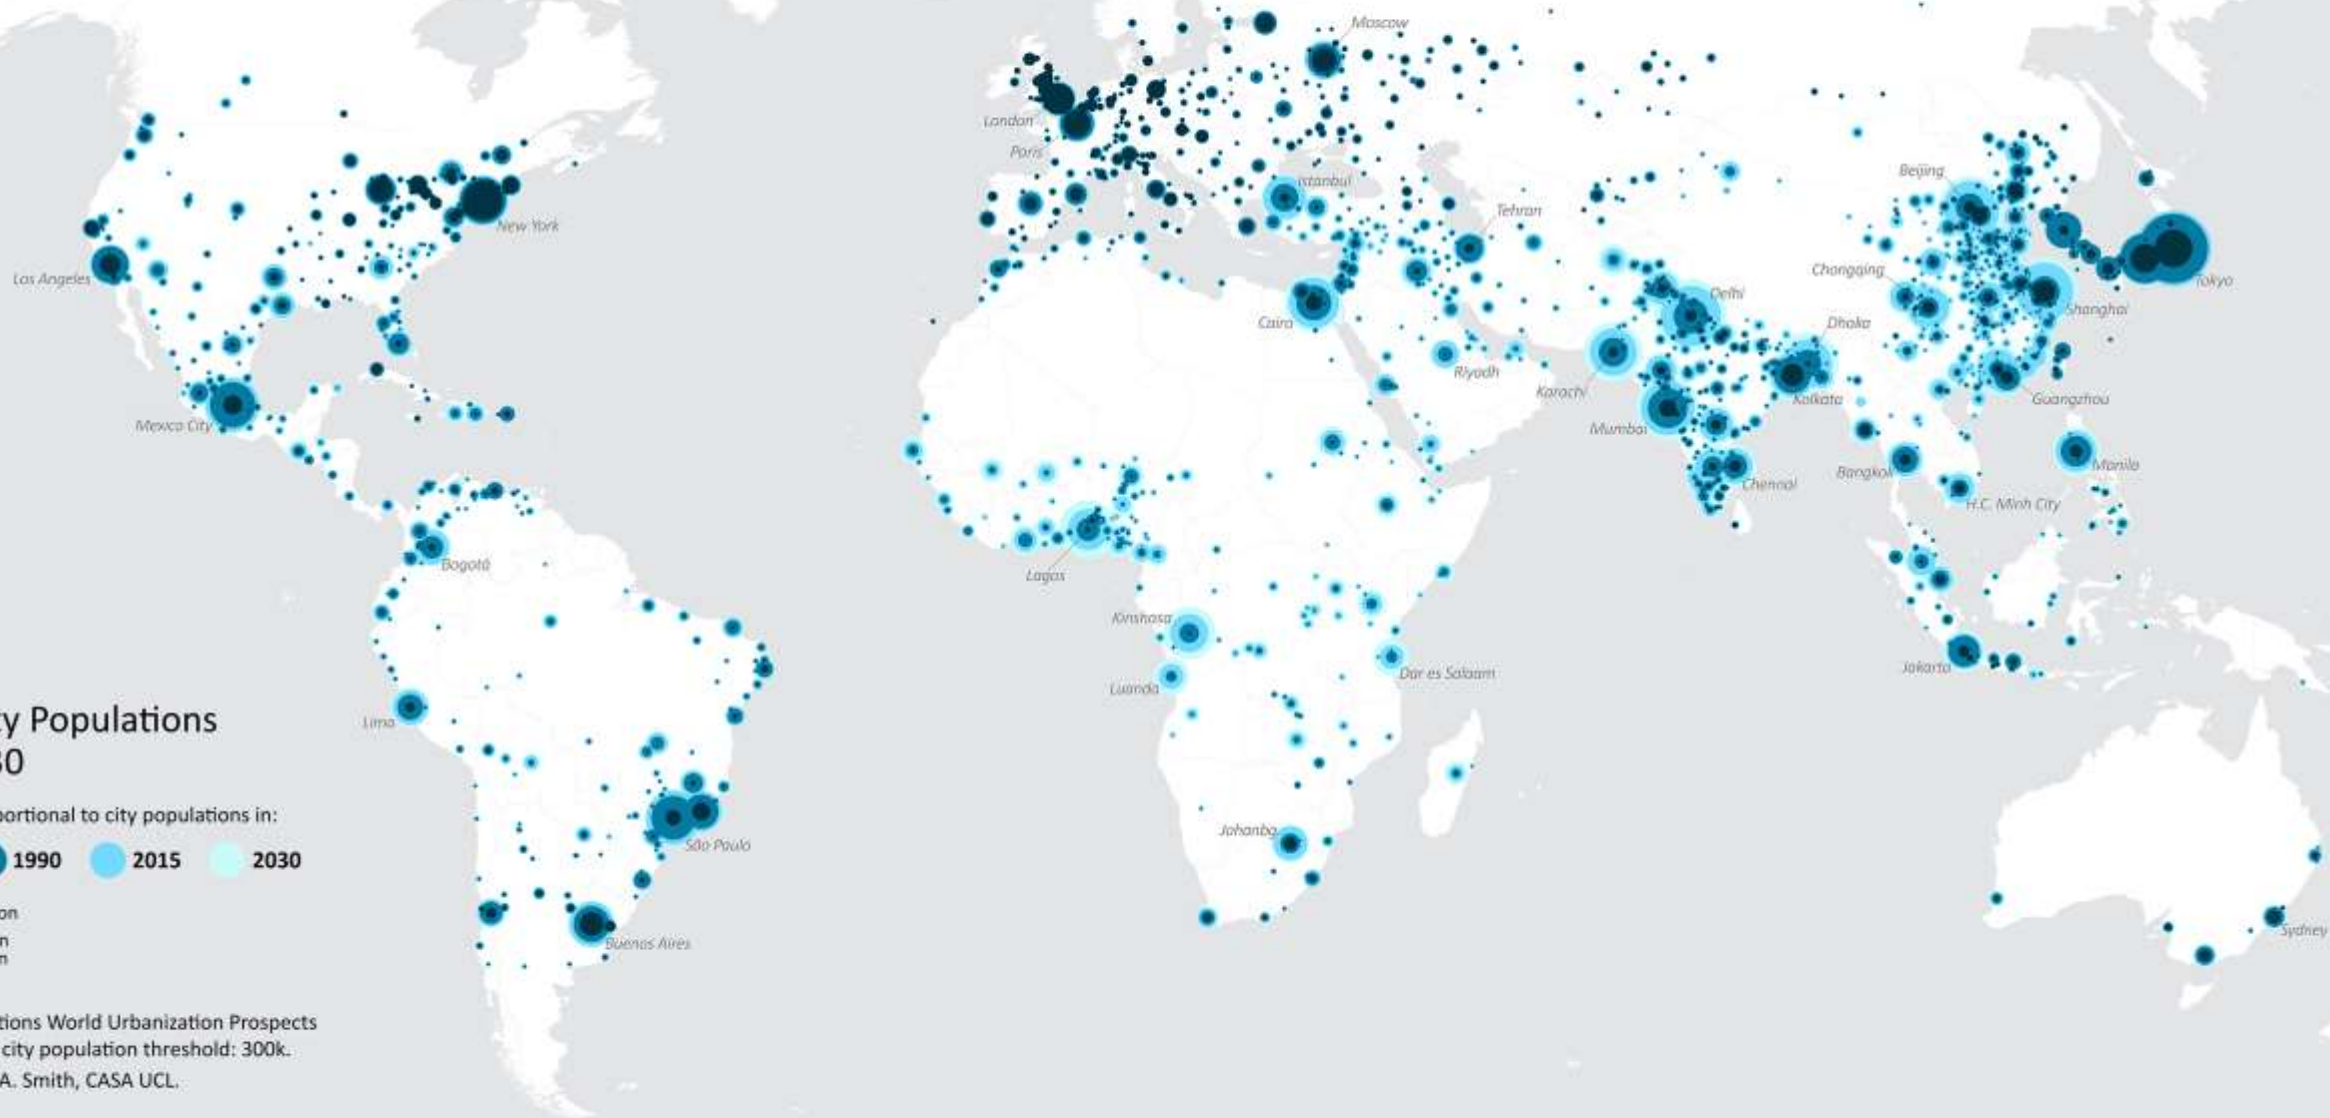 Moscow
London
Paris
Istanbul
Beijing
Tehran
New York
Los Angeles
Chongqing
Tokyo
Delhi
Shanghai
Cairo
Dhaka
Riyadh
Karachi
Kolkata
Guangzhou
Mexico City
Mumbai
Bangkok
Manila
Chennai
H.C. Minh City
Bogotá
Lagos
Kinshasa
Jakarta
Dar es Salaam
Luanda
Lima
ty Populations
30
portional to city populations in:
Johanbg
São Paulo
1990 2015 2030
on
Buenos Aires
Sydney
n
n
tions World Urbanization Prospects
city population threshold: 300k.
A. Smith, CASA UCL.